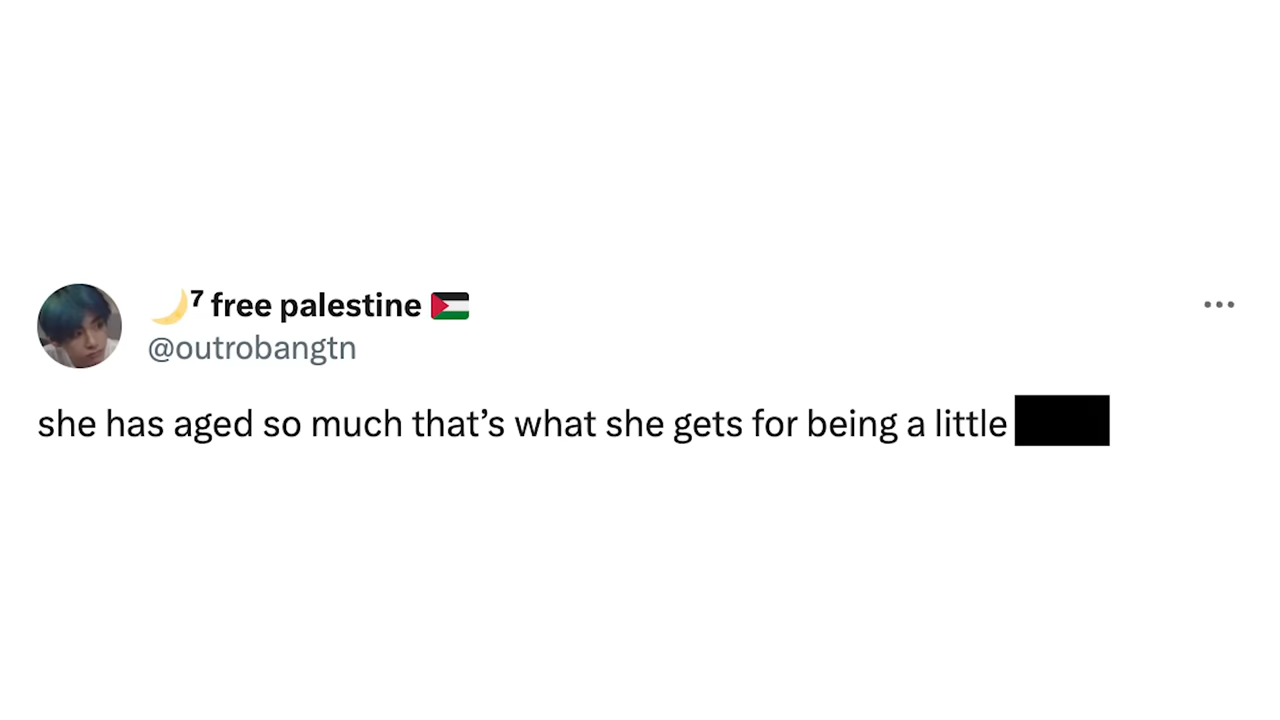 🌙⁷ free palestine 🇵🇸
@outrobangtn
she has aged so much that’s what she gets for being a little